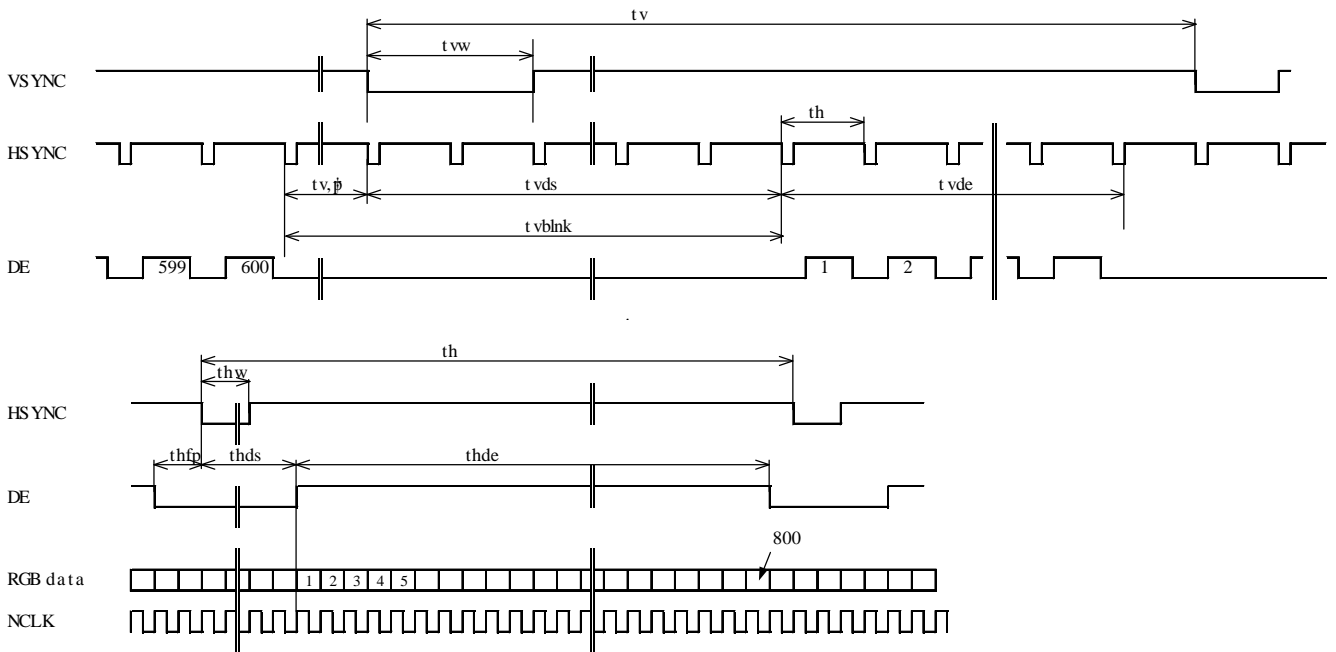 tv
tvw
VSYNC
th
HSYNC
tvds
tvde
tvblnk
DE
599
600
1
2
th
thw
HSYNC
thfp
thds
thde
DE
800
RGB data
1 2 3 4 5
NCLK